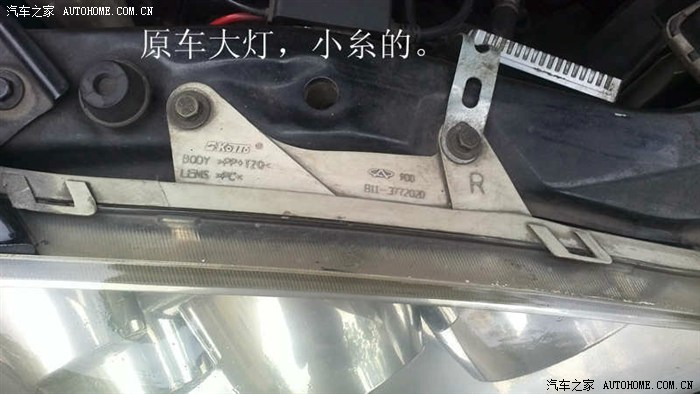 汽车之家 AUTOHOME.COM.CN
原车大灯，小糸的。
KOITO ®
BODY >PP+T20<
LENS >PC<
B11-3772020
R
汽车之家 AUTOHOME.COM.CN